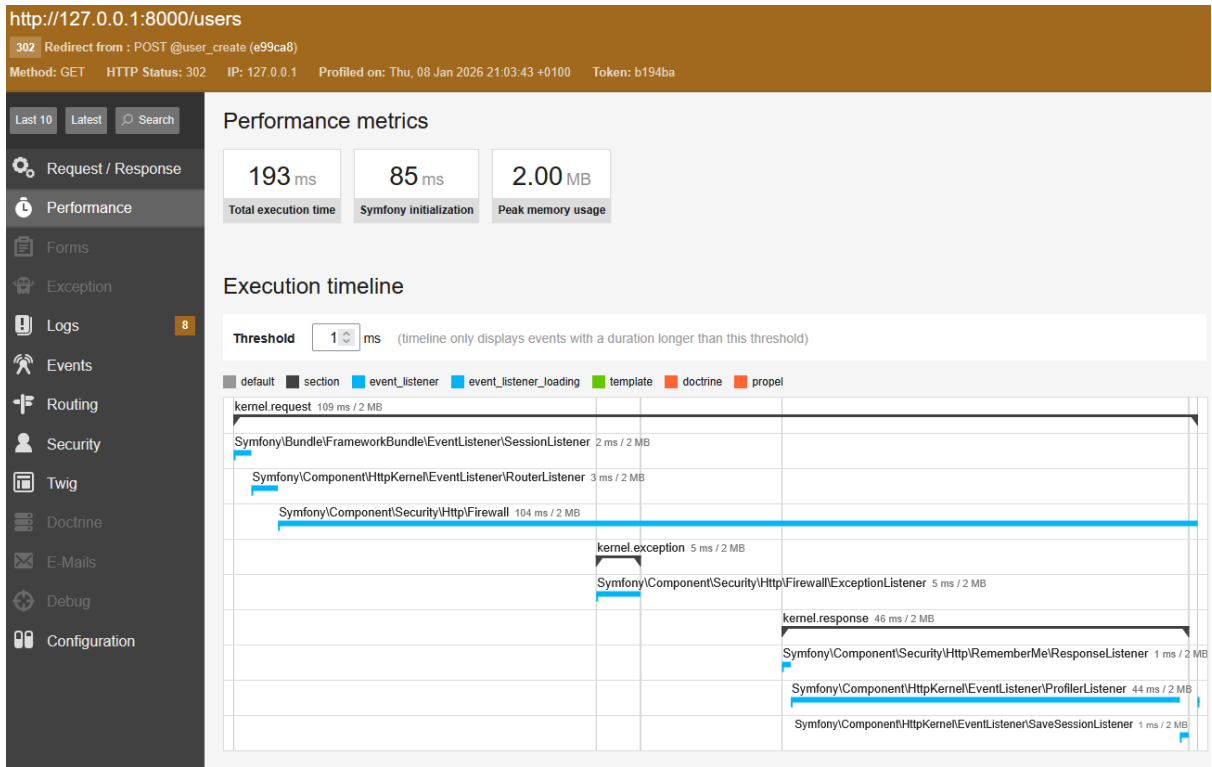 http://127.0.0.1:8000/users
302 Redirect from : POST @user_create (e99ca8)
Method: GET HTTP Status: 302 IP: 127.0.0.1 Profiled on: Thu, 08 Jan 2026 21:03:43 +0100 Token: b194ba
Last 10 Latest Search
Request / Response
Performance
Forms
Exception
Logs 8
Events
Routing
Security
Twig
Doctrine
E-Mails
Debug
Configuration
Performance metrics
193 ms 85 ms 2.00 MB
Total execution time Symfony initialization Peak memory usage
Execution timeline
Threshold 1 ms (timeline only displays events with a duration longer than this threshold)
default section event_listener event_listener_loading template doctrine propel
kernel.request 109 ms / 2 MB
Symfony\Bundle\FrameworkBundle\EventListener\SessionListener 2 ms / 2 MB
Symfony\Component\HttpKernel\EventListener\RouterListener 3 ms / 2 MB
Symfony\Component\Security\Http\Firewall 104 ms / 2 MB
kernel.exception 5 ms / 2 MB
Symfony\Component\Security\Http\Firewall\ExceptionListener 5 ms / 2 MB
kernel.response 46 ms / 2 MB
Symfony\Component\Security\Http\RememberMe\ResponseListener 1 ms / 2 MB
Symfony\Component\HttpKernel\EventListener\ProfilerListener 44 ms / 2 MB
Symfony\Component\HttpKernel\EventListener\SaveSessionListener 1 ms / 2 MB